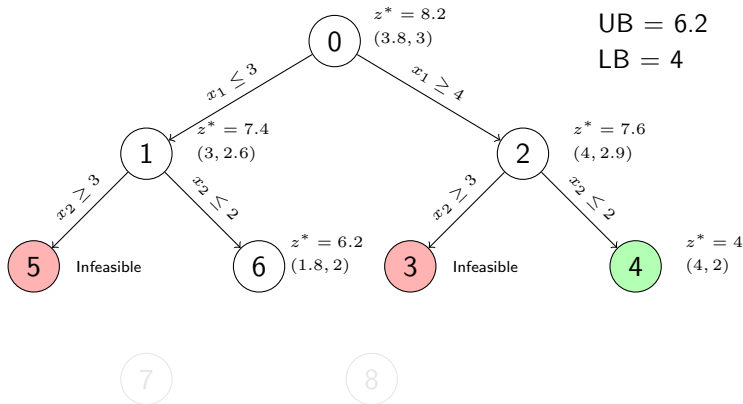 z* = 8.2
(3.8, 3)
UB = 6.2
LB = 4
0
x₁ ≤ 3
x₁ ≥ 4
z* = 7.4
(3, 2.6)
1
z* = 7.6
(4, 2.9)
2
x₂ ≥ 3
x₂ ≤ 2
x₂ ≥ 3
x₂ ≤ 2
5
Infeasible
6
z* = 6.2
(1.8, 2)
3
Infeasible
4
z* = 4
(4, 2)
7
8